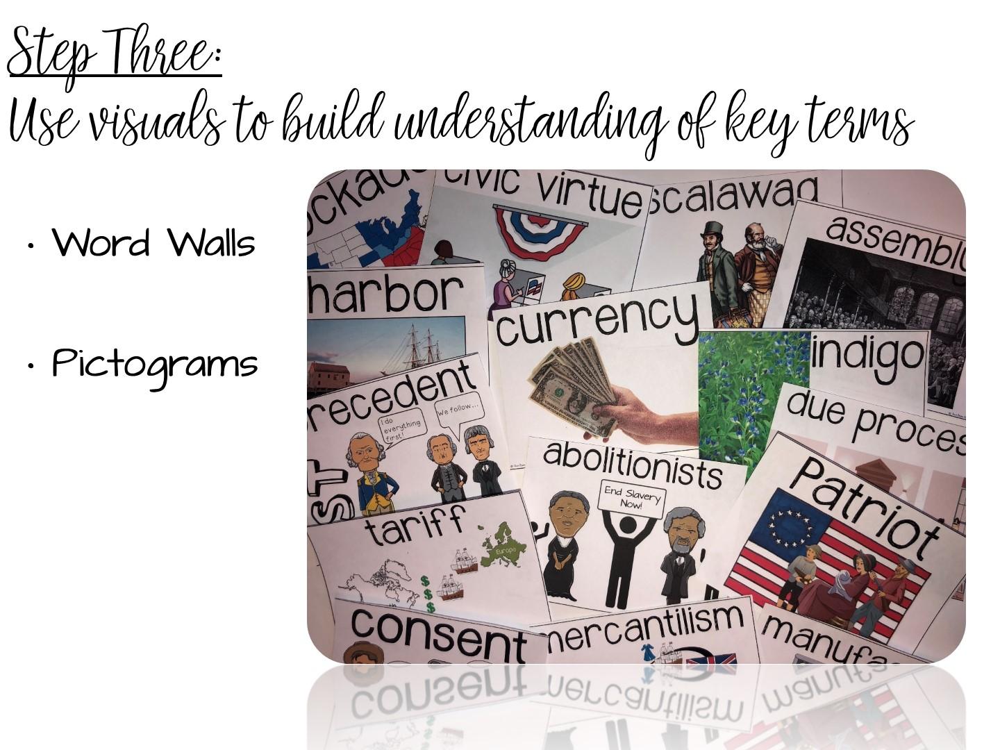 Step Three:
Use visuals to build understanding of key terms
• Word Walls
• Pictograms
ckad
civic virtue
scalawag
assembly
harbor
currency
indigo
recedent
I do
everything
first!
We follow...
due proces
ST
abolitionists
End Slavery
Now!
Patriot
tariff
Europe
$
$
$
consent
mercantilism
manufa